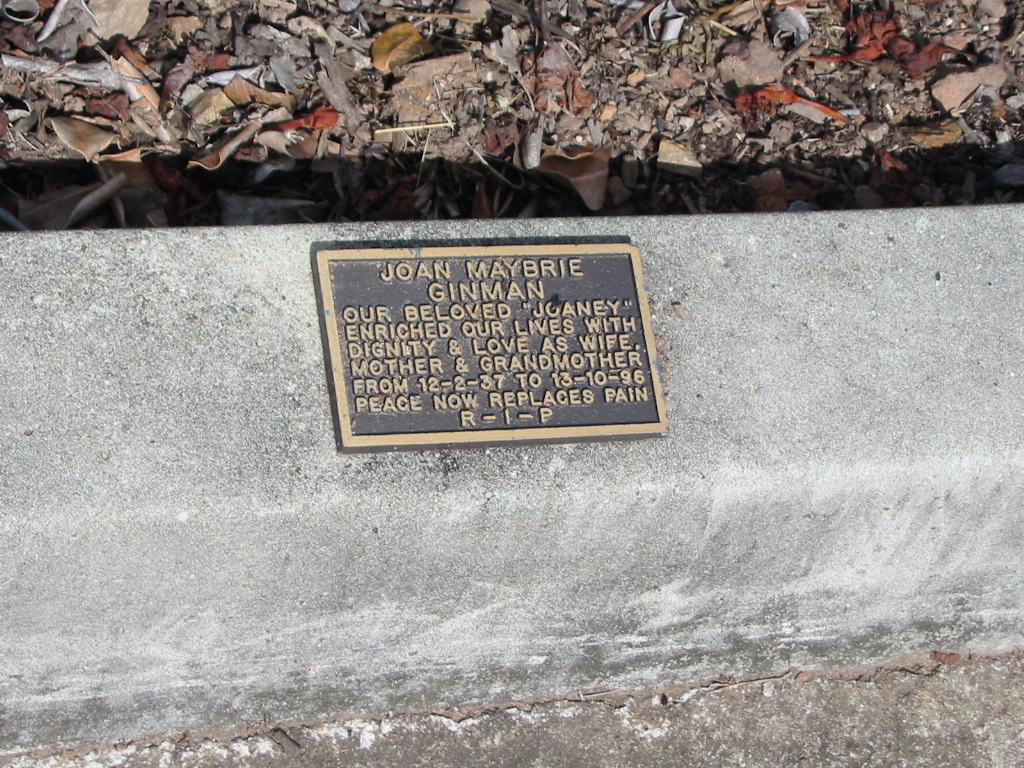 JOAN MAYBRIE
GINMAN
OUR BELOVED "JOANEY"
ENRICHED OUR LIVES WITH
DIGNITY & LOVE AS WIFE,
MOTHER & GRANDMOTHER
FROM 12-2-37 TO 13-10-96
PEACE NOW REPLACES PAIN
R-I-P